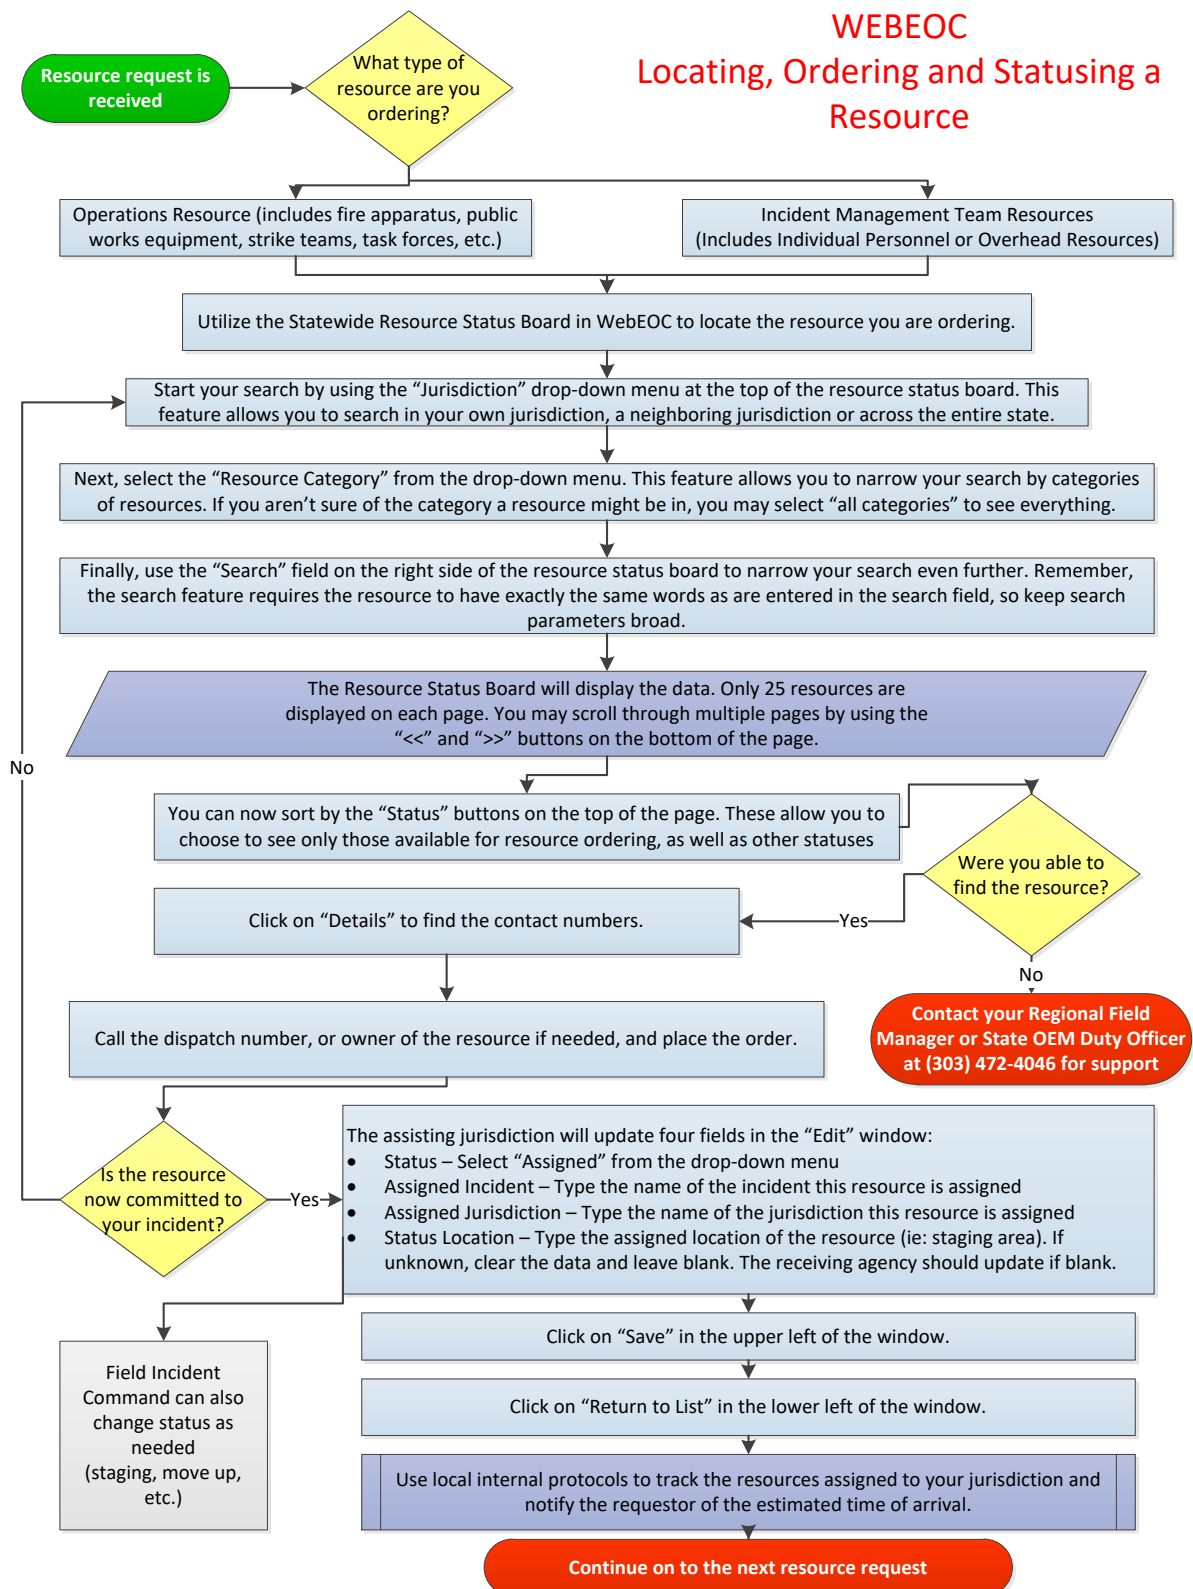 WEBEOC
Locating, Ordering and Statusing a
Resource
Resource request is
received
What type of
resource are you
ordering?
Operations Resource (includes fire apparatus, public
works equipment, strike teams, task forces, etc.)
Incident Management Team Resources
(Includes Individual Personnel or Overhead Resources)
Utilize the Statewide Resource Status Board in WebEOC to locate the resource you are ordering.
Start your search by using the “Jurisdiction” drop-down menu at the top of the resource status board. This
feature allows you to search in your own jurisdiction, a neighboring jurisdiction or across the entire state.
Next, select the “Resource Category” from the drop-down menu. This feature allows you to narrow your search by categories
of resources. If you aren’t sure of the category a resource might be in, you may select “all categories” to see everything.
Finally, use the “Search” field on the right side of the resource status board to narrow your search even further. Remember,
the search feature requires the resource to have exactly the same words as are entered in the search field, so keep search
parameters broad.
The Resource Status Board will display the data. Only 25 resources are
displayed on each page. You may scroll through multiple pages by using the
“<<” and “>>” buttons on the bottom of the page.
No
You can now sort by the “Status” buttons on the top of the page. These allow you to
choose to see only those available for resource ordering, as well as other statuses
Were you able to
find the resource?
Yes
Click on “Details” to find the contact numbers.
No
Contact your Regional Field
Manager or State OEM Duty Officer
at (303) 472-4046 for support
Call the dispatch number, or owner of the resource if needed, and place the order.
Is the resource
now committed to
your incident?
Yes
The assisting jurisdiction will update four fields in the “Edit” window:
• Status – Select “Assigned” from the drop-down menu
• Assigned Incident – Type the name of the incident this resource is assigned
• Assigned Jurisdiction – Type the name of the jurisdiction this resource is assigned
• Status Location – Type the assigned location of the resource (ie: staging area). If
unknown, clear the data and leave blank. The receiving agency should update if blank.
Field Incident
Command can also
change status as
needed
(staging, move up,
etc.)
Click on “Save” in the upper left of the window.
Click on “Return to List” in the lower left of the window.
Use local internal protocols to track the resources assigned to your jurisdiction and
notify the requestor of the estimated time of arrival.
Continue on to the next resource request